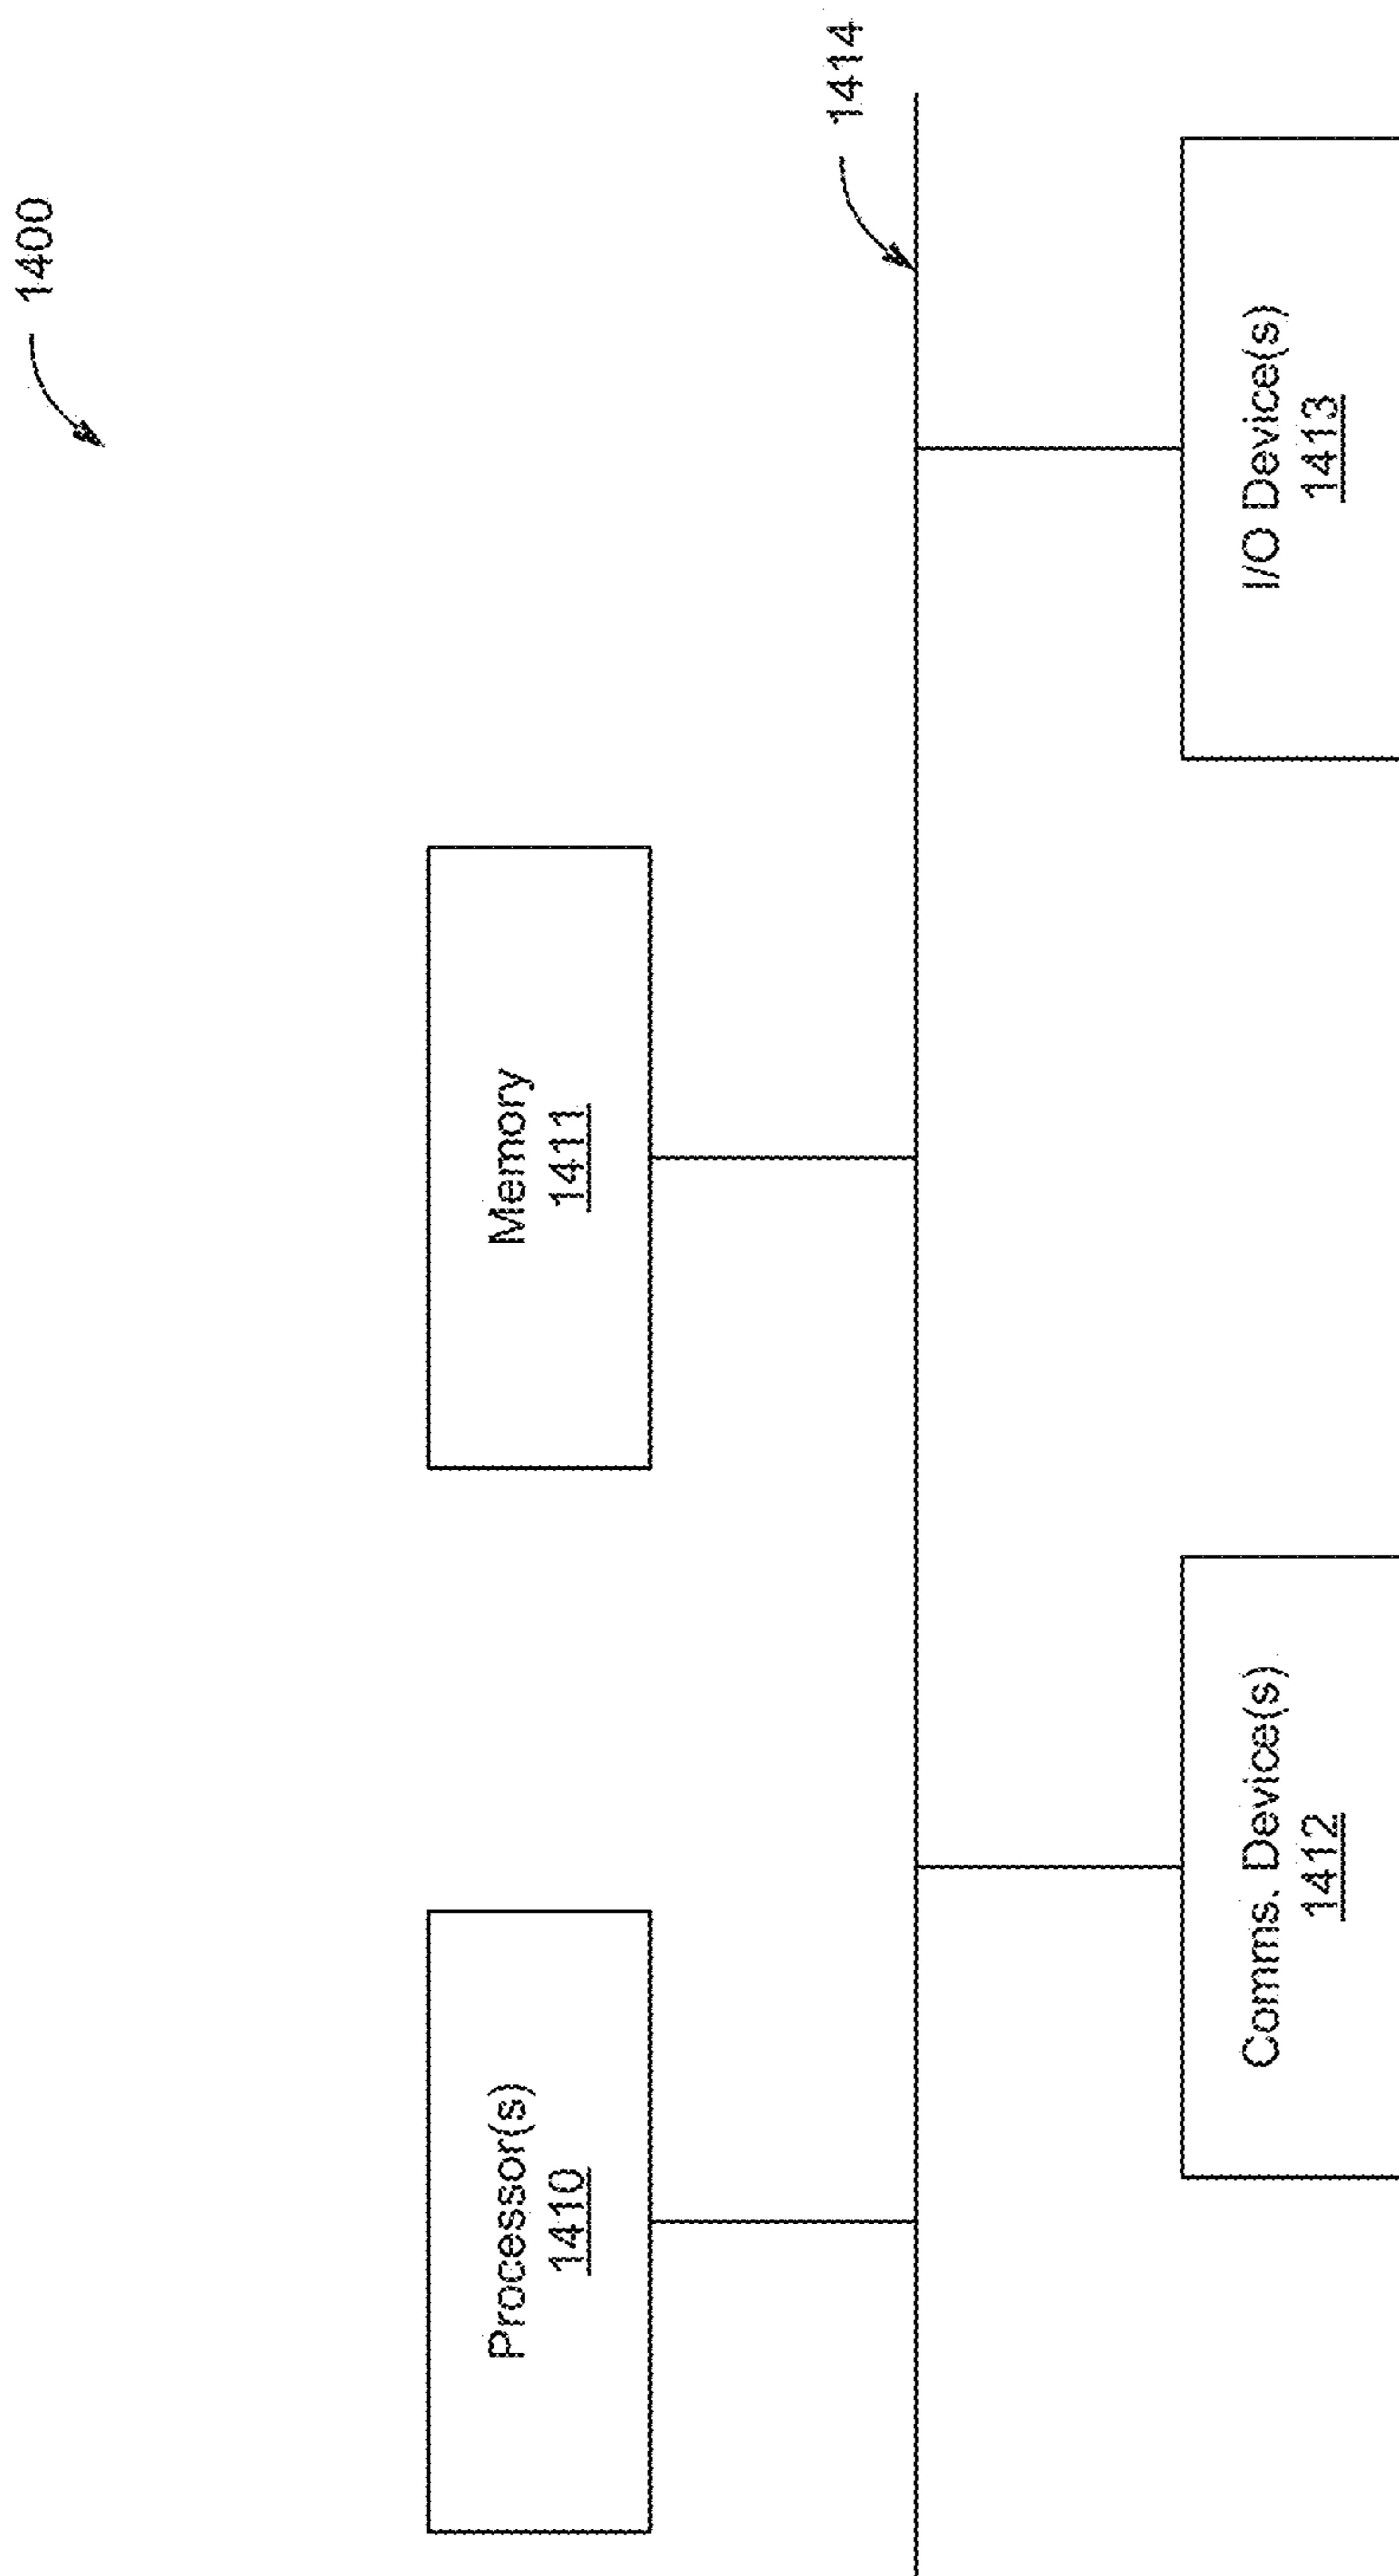 1400
Processor(s)
1410
Memory
1411
1414
Comms. Device(s)
1412
I/O Device(s)
1413